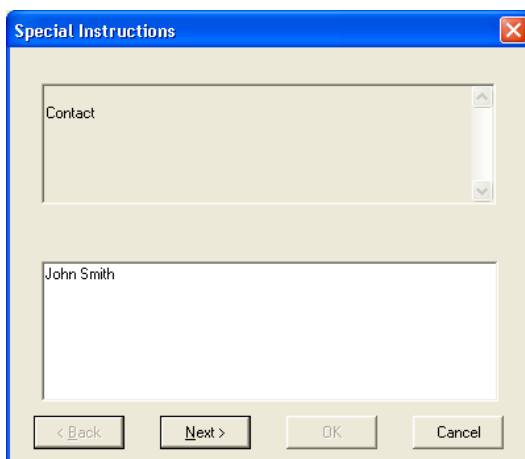 Special Instructions
Contact
John Smith
< Back Next > OK Cancel